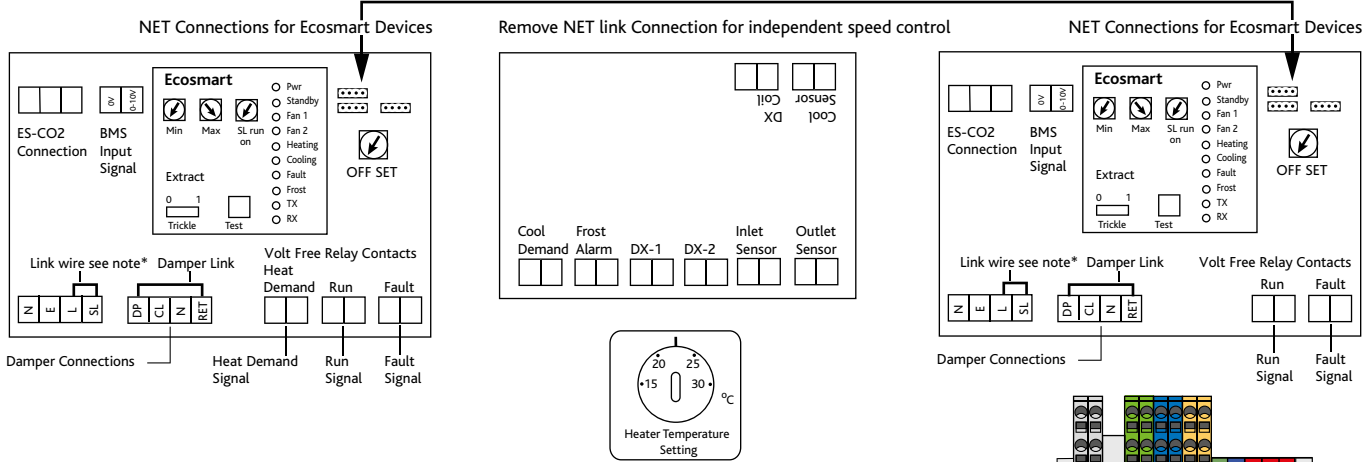 NET Connections for Ecosmart Devices
Remove NET link Connection for independent speed control
NET Connections for Ecosmart Devices
ES-CO2
Connection
0V
0-10V
BMS
Input
Signal
Ecosmart
Min
Max
SL run
on
Extract
0 1
Trickle
Test
Pwr
Standby
Fan 1
Fan 2
Heating
Cooling
Fault
Frost
TX
RX
OFF SET
Link wire see note*
Damper Link
N
E
L
SL
DP
CL
N
RET
Volt Free Relay Contacts
Heat
Demand
Run
Fault
Damper Connections
Heat Demand
Signal
Run
Signal
Fault
Signal
DX
Coil
Cool
Sensor
Cool
Demand
Frost
Alarm
DX-1
DX-2
Inlet
Sensor
Outlet
Sensor
15
20
25
30
°C
Heater Temperature
Setting
ES-CO2
Connection
0V
0-10V
BMS
Input
Signal
Ecosmart
Min
Max
SL run
on
Extract
0 1
Trickle
Test
Pwr
Standby
Fan 1
Fan 2
Heating
Cooling
Fault
Frost
TX
RX
OFF SET
Link wire see note*
Damper Link
N
E
L
SL
DP
CL
N
RET
Volt Free Relay Contacts
Run
Fault
Damper Connections
Run
Signal
Fault
Signal